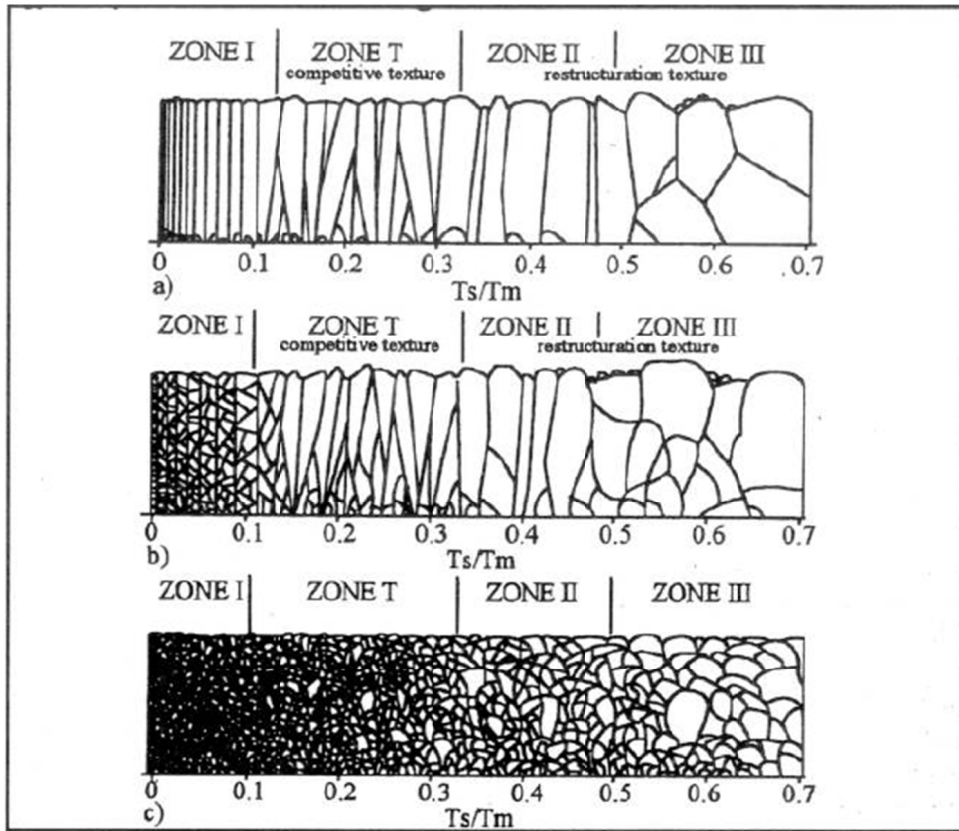 ZONE I ZONE T ZONE II ZONE III
competitive texture restructuration texture
0 0.1 0.2 0.3 0.4 0.5 0.6 0.7
a) Ts/Tm
ZONE I ZONE T ZONE II ZONE III
competitive texture restructuration texture
0 0.1 0.2 0.3 0.4 0.5 0.6 0.7
b) Ts/Tm
ZONE I ZONE T ZONE II ZONE III
0 0.1 0.2 0.3 0.4 0.5 0.6 0.7
c) Ts/Tm